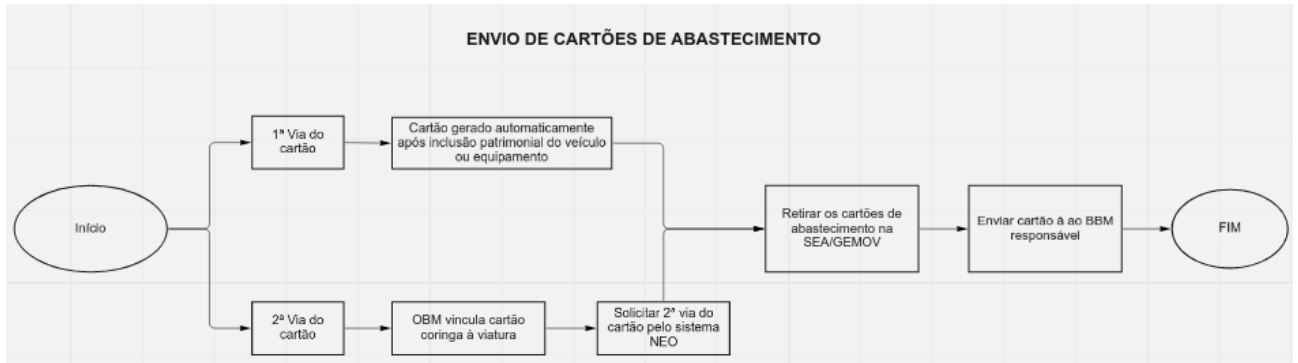 ENVIO DE CARTÕES DE ABASTECIMENTO
1ª Via do
cartão
Cartão gerado automaticamente
após inclusão patrimonial do veículo
ou equipamento
Início
Retirar os cartões de
abastecimento na
SEA/GEMOV
Enviar cartão à ao BBM
responsável
FIM
2ª Via do
cartão
OBM vincula cartão
coringa à viatura
Solicitar 2ª via do
cartão pelo sistema
NEO